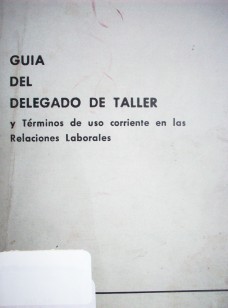 GUIA
DEL
DELEGADO DE TALLER
y Términos de uso corriente en las
Relaciones Laborales